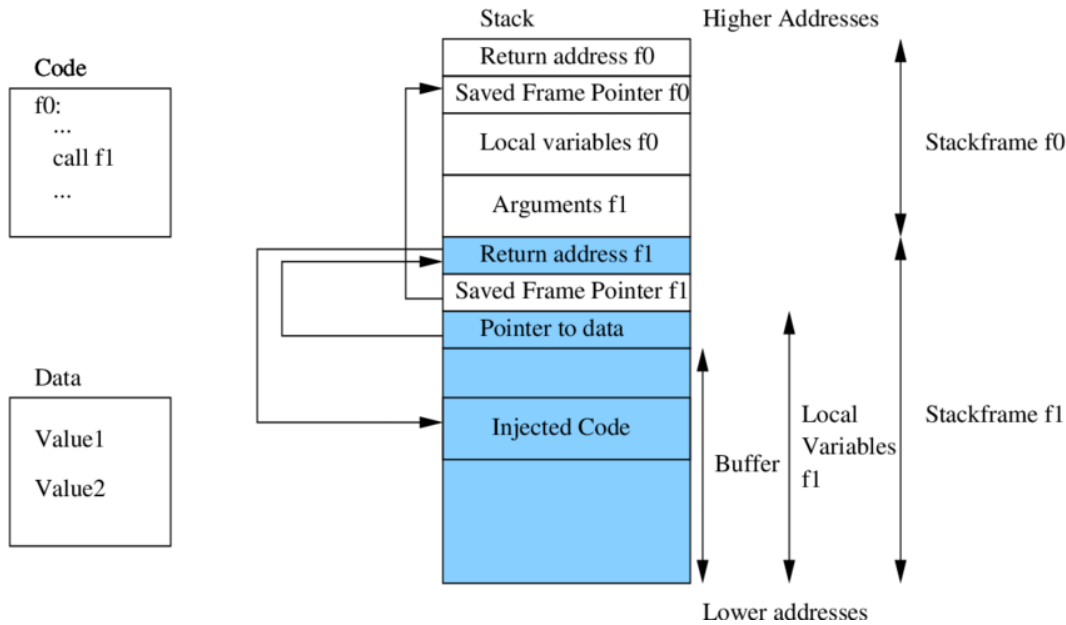 Stack
Higher Addresses
Return address f0
Code
Saved Frame Pointer f0
f0:
...
Local variables f0
Stackframe f0
call f1
...
Arguments f1
Return address f1
Saved Frame Pointer f1
Pointer to data
Data
Injected Code
Local
Variables
f1
Stackframe f1
Value1
Buffer
Value2
Lower addresses